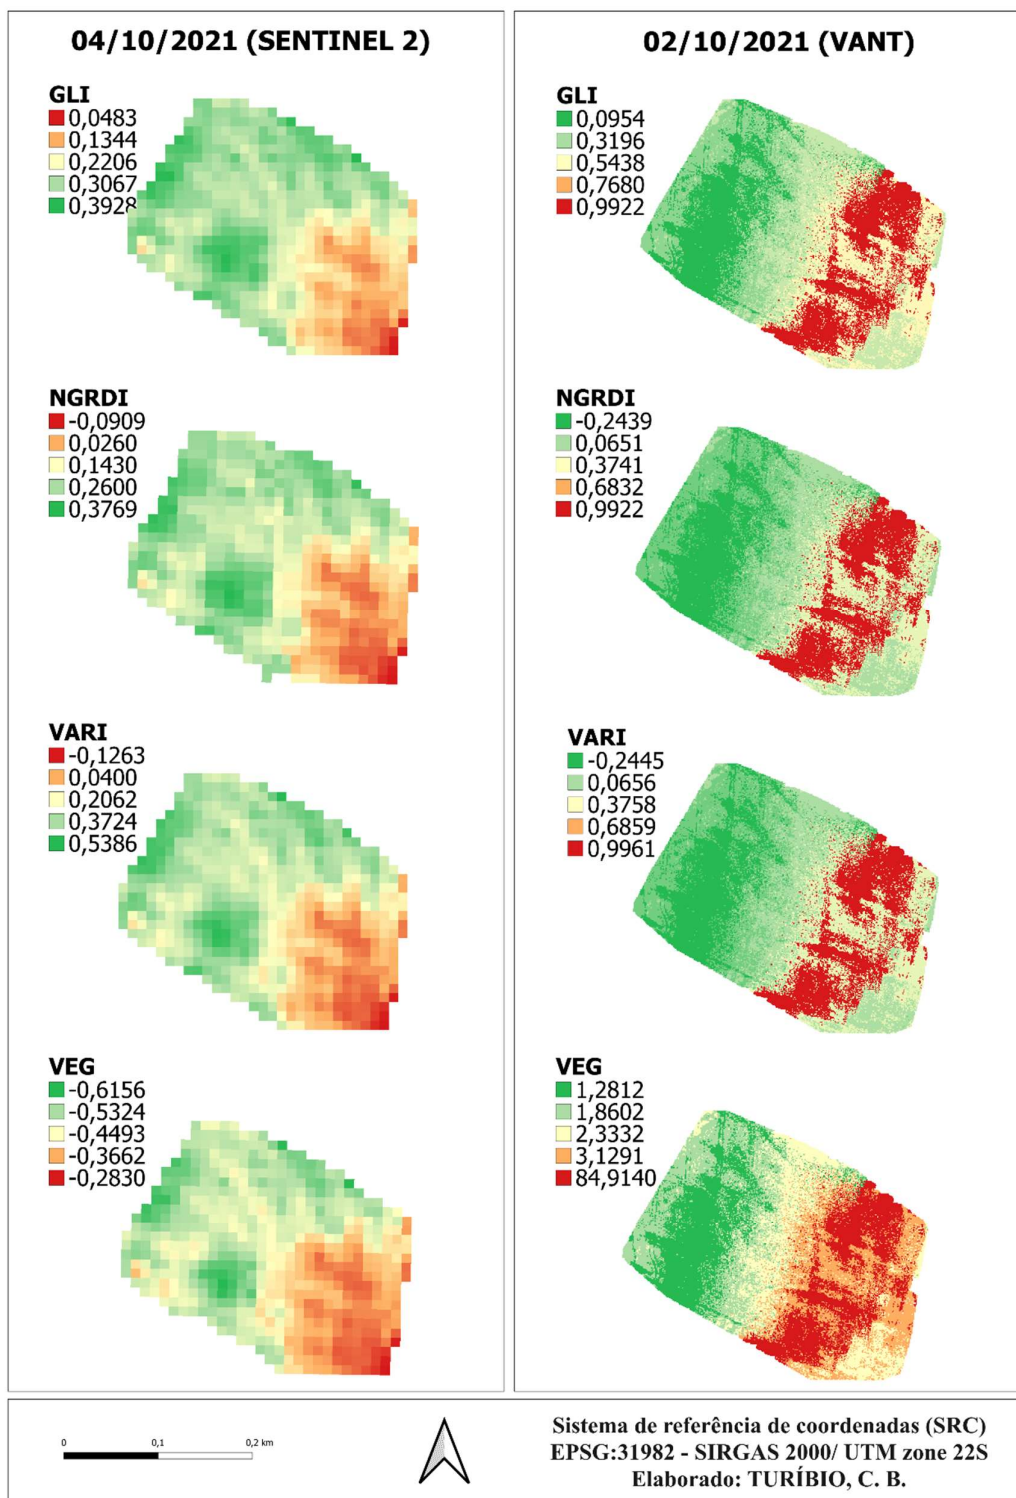 04/10/2021 (SENTINEL 2)
GLI
0,0483
0,1344
0,2206
0,3067
0,3928
NGRDI
-0,0909
0,0260
0,1430
0,2600
0,3769
VARI
-0,1263
0,0400
0,2062
0,3724
0,5386
VEG
-0,6156
-0,5324
-0,4493
-0,3662
-0,2830
02/10/2021 (VANT)
GLI
0,0954
0,3196
0,5438
0,7680
0,9922
NGRDI
-0,2439
0,0651
0,3741
0,6832
0,9922
VARI
-0,2445
0,0656
0,3758
0,6859
0,9961
VEG
1,2812
1,8602
2,3332
3,1291
84,9140
0 0,1 0,2 km
Sistema de referência de coordenadas (SRC)
EPSG:31982 - SIRGAS 2000/ UTM zone 22S
Elaborado: TURÍBIO, C. B.